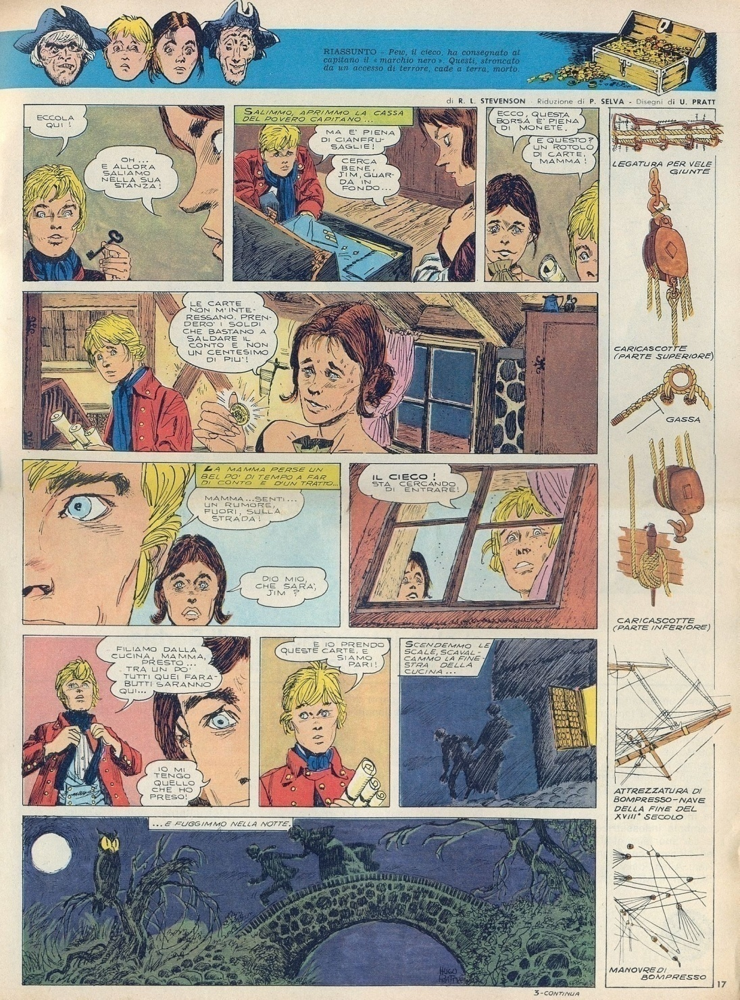 RIASSUNTO - Pew, il cieco, ha consegnato al
capitano il « marchio nero ». Questi, stroncato
da un accesso di terrore, cade a terra, morto.
di R. L. STEVENSON - Riduzione di P. SELVA - Disegni di U. PRATT
ECCOLA
QUI !
OH...
E ALLORA
SALIAMO
NELLA SUA
STANZA !
SALIMMO, APRIMMO LA CASSA
DEL POVERO CAPITANO...
MA E' PIENA
DI CIANFRU-
SAGLIE!
CERCA
BENE,
JIM, GUAR-
DA IN
FONDO...
ECCO, QUESTA
BORSA E' PIENA
DI MONETE.
E QUESTO?
UN ROTOLO
DI CARTE,
MAMMA !
LE CARTE
NON M'INTE-
RESSANO. PREN-
DERO' I SOLDI
CHE BASTANO A
SALDARE IL
CONTO E NON
UN CENTESIMO
DI PIU'!
LA MAMMA PERSE UN
BEL PO' DI TEMPO A FAR
DI CONTO E D'UN TRATTO...
MAMMA...SENTI...
UN RUMORE,
FUORI, SULLA
STRADA!
DIO MIO,
CHE SARA',
JIM ?
IL CIECO !
STA CERCANDO
DI ENTRARE!
FILIAMO DALLA
CUCINA, MAMMA,
PRESTO...
TRA UN PO'
TUTTI QUEI FARA-
BUTTI SARANNO
QUI...
IO MI
TENGO
QUELLO
CHE HO
PRESO!
E IO PRENDO
QUESTE CARTE, E
SIAMO
PARI!
SCENDEMMO LE
SCALE, SCAVAL-
CAMMO LA FINE-
STRA DELLA
CUCINA...
...E FUGGIMMO NELLA NOTTE.
HUGO
PRATT
3-CONTINUA
LEGATURA PER VELE
GIUNTE
CARICASCOTTE
(PARTE SUPERIORE)
GASSA
CARICASCOTTE
(PARTE INFERIORE)
ATTREZZATURA DI
BOMPRESSO-NAVE
DELLA FINE DEL
XVIII° SECOLO
MANOVRE DI
BOMPRESSO
17